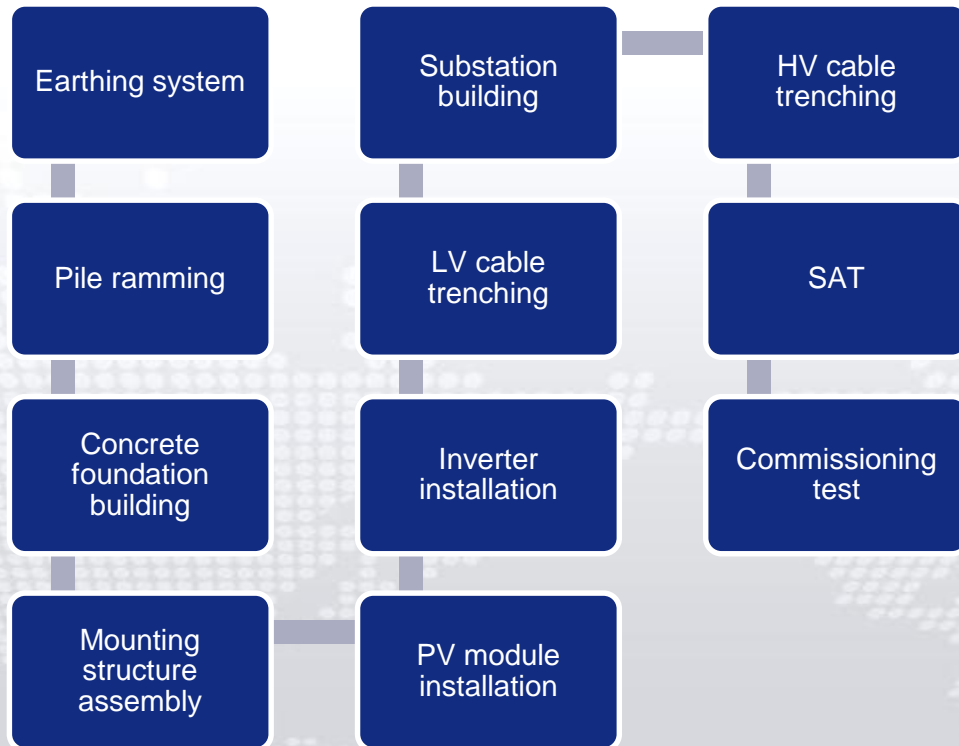 Earthing system
Pile ramming
Concrete
foundation
building
Mounting
structure
assembly
PV module
installation
Inverter
installation
LV cable
trenching
Substation
building
HV cable
trenching
SAT
Commissioning
test